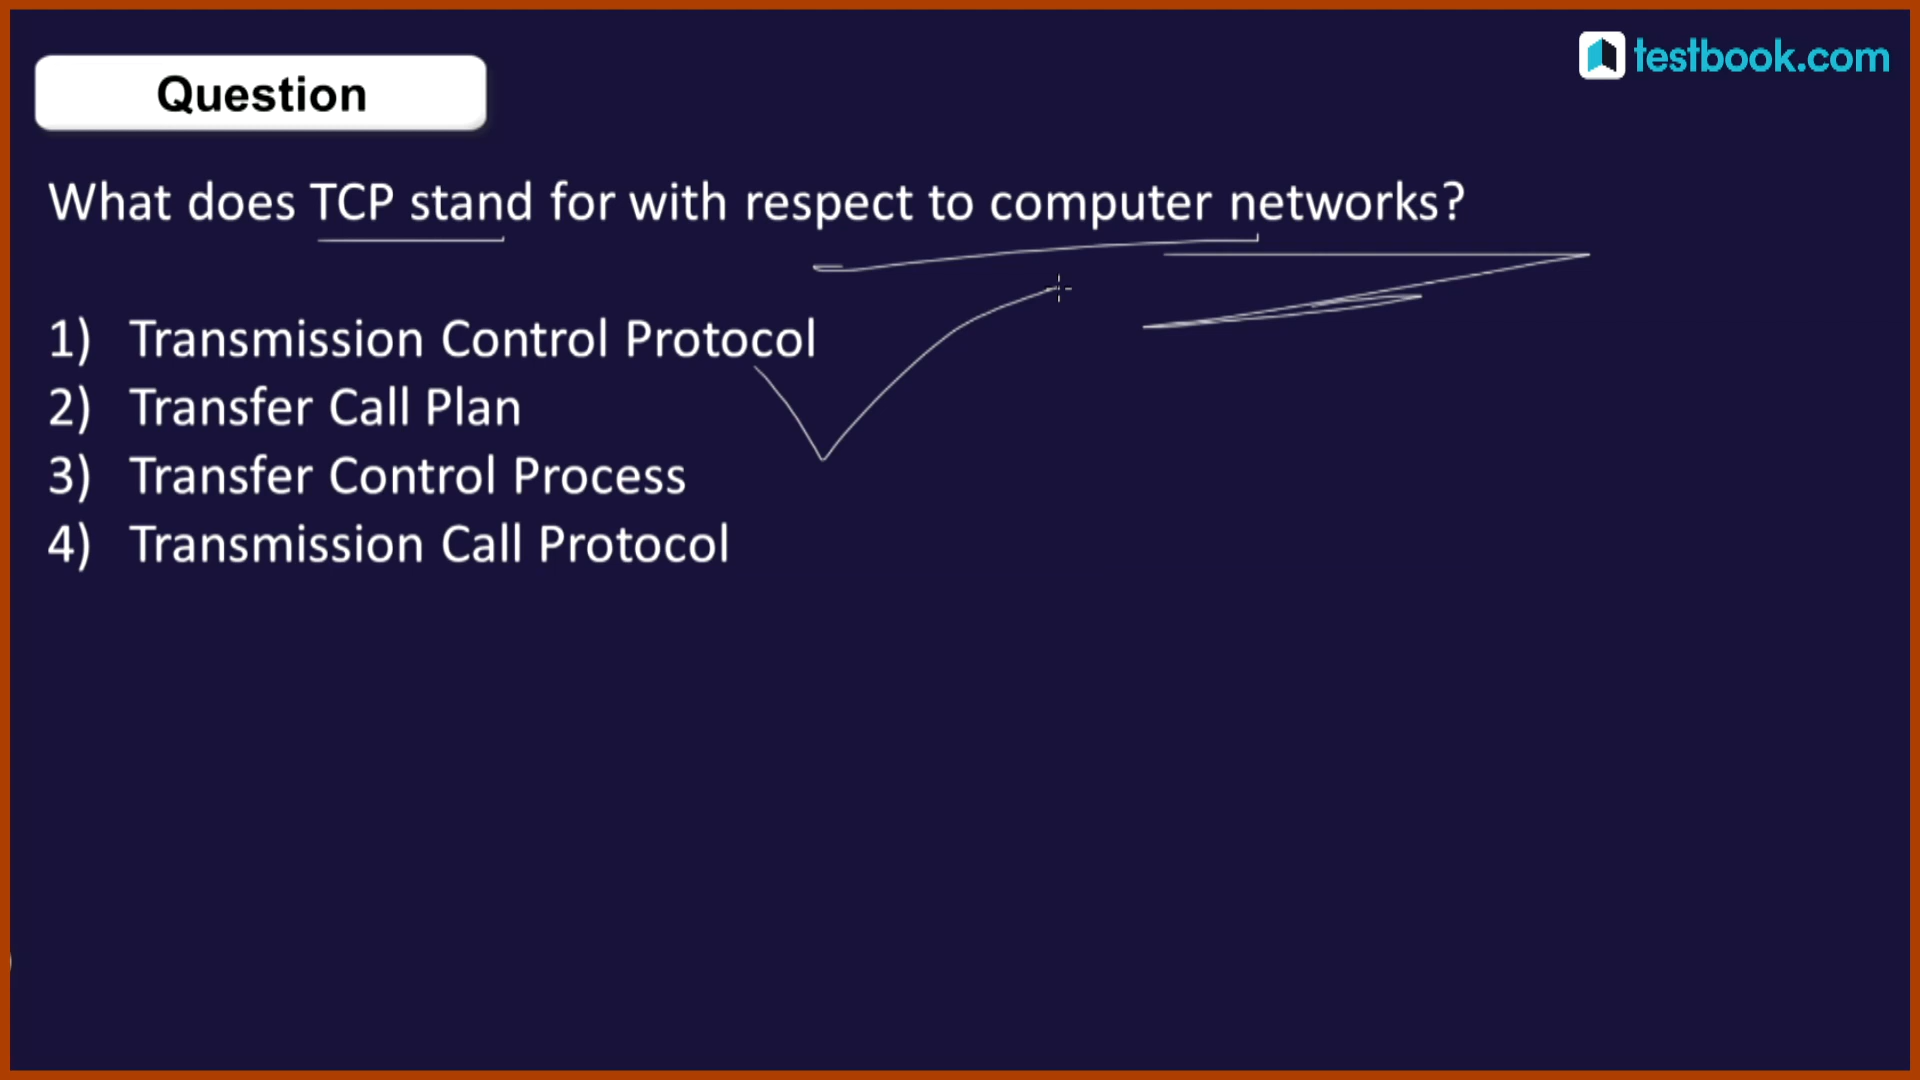 testbook.com
Question
What does TCP stand for with respect to computer networks?
1) Transmission Control Protocol
2) Transfer Call Plan
3) Transfer Control Process
4) Transmission Call Protocol